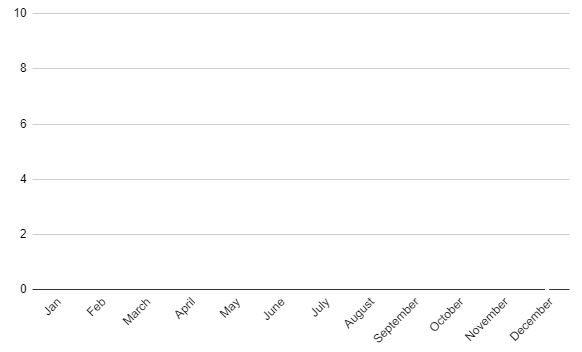 10
8
6
4
2
0
Jan
Feb
March
April
May
June
July
August
September
October
November
December